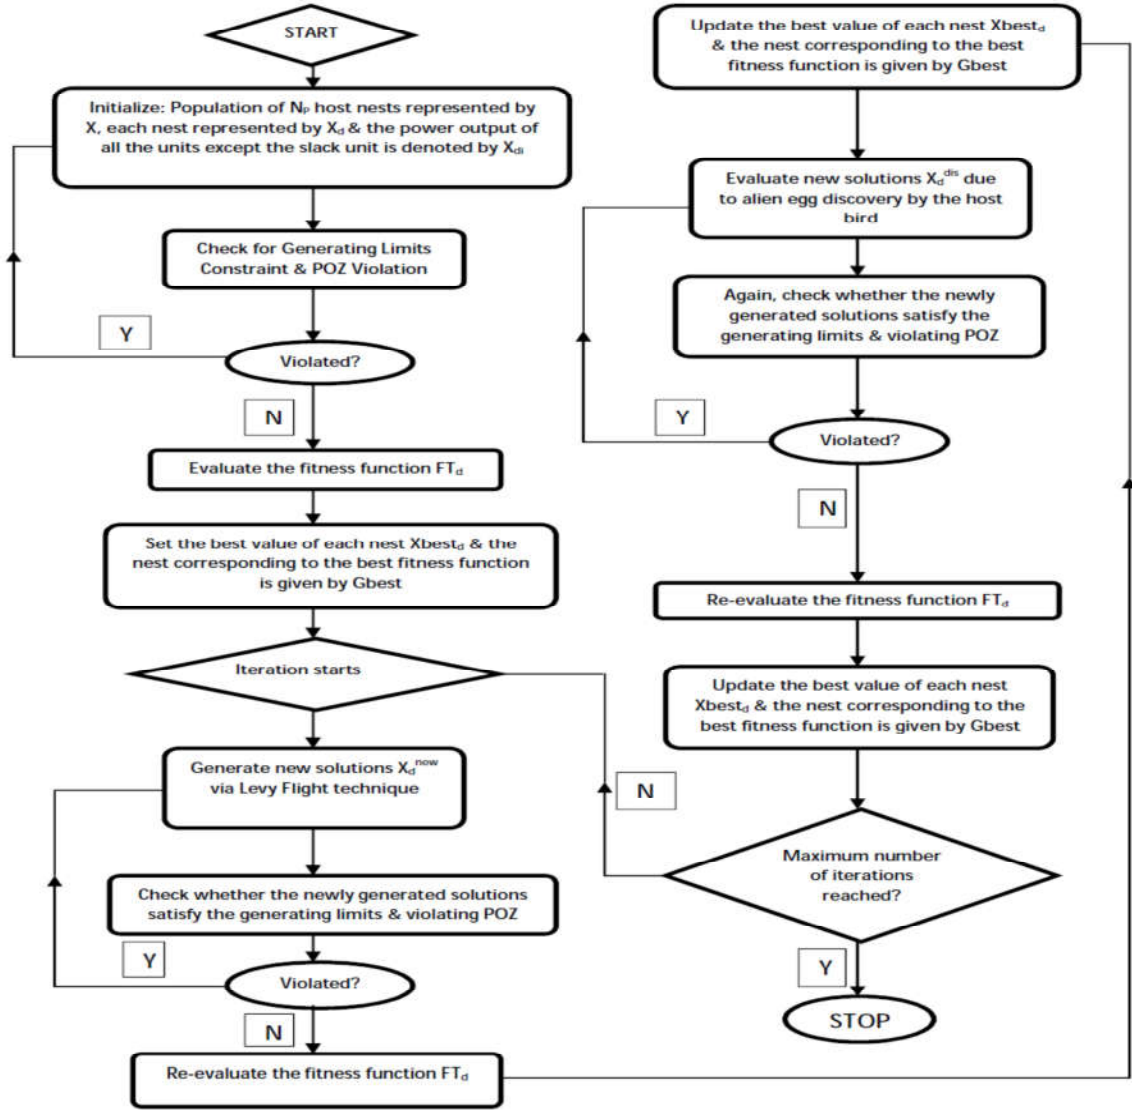 START
Initialize: Population of Nₚ host nests represented by
X, each nest represented by X_d & the power output of
all the units except the slack unit is denoted by X_di
Check for Generating Limits
Constraint & POZ Violation
Y
Violated?
N
Evaluate the fitness function FT_d
Set the best value of each nest Xbest_d & the
nest corresponding to the best fitness function
is given by Gbest
Iteration starts
Generate new solutions X_d^new
via Levy Flight technique
Check whether the newly generated solutions
satisfy the generating limits & violating POZ
Y
Violated?
N
Re-evaluate the fitness function FT_d
Update the best value of each nest Xbest_d
& the nest corresponding to the best
fitness function is given by Gbest
Evaluate new solutions X_d^dis due
to alien egg discovery by the host
bird
Again, check whether the newly
generated solutions satisfy the
generating limits & violating POZ
Y
Violated?
N
Re-evaluate the fitness function FT_d
Update the best value of each nest
Xbest_d & the nest corresponding to the
best fitness function is given by Gbest
N
Maximum number
of iterations
reached?
Y
STOP